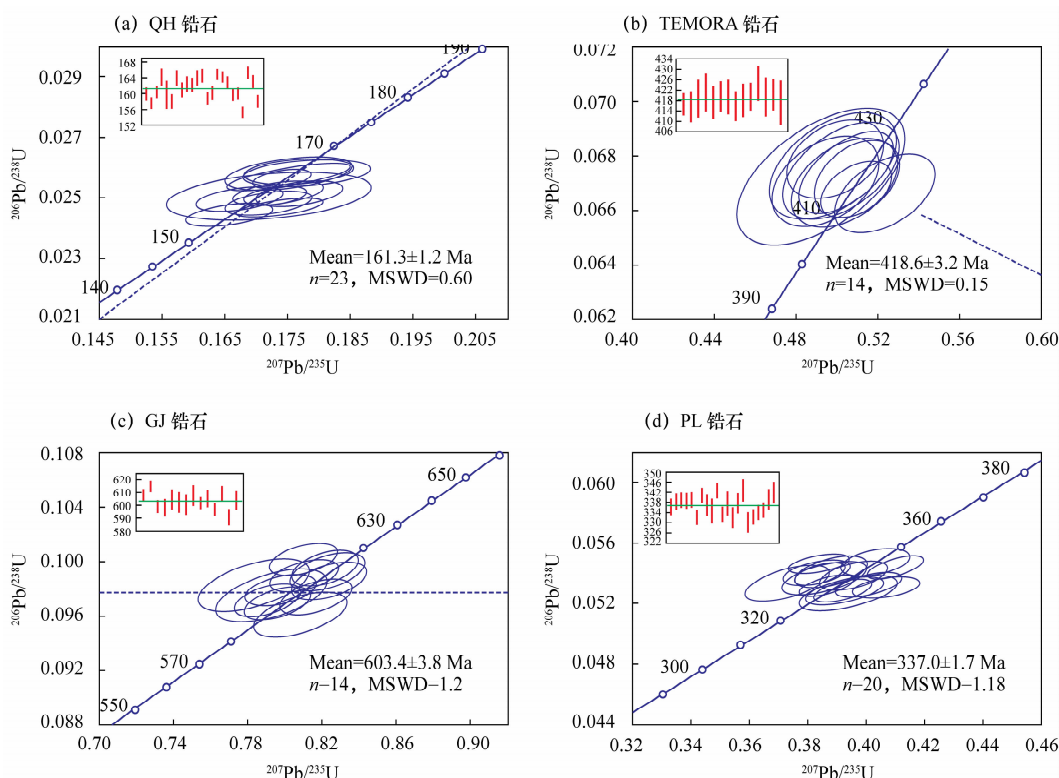 (a) QH 锆石
0.029
0.027
0.025
0.023
0.021
²⁰⁶Pb/²³⁸U
168
164
160
156
152
190
180
170
150
140
Mean=161.3±1.2 Ma
n=23, MSWD=0.60
0.145 0.155 0.165 0.175 0.185 0.195 0.205
²⁰⁷Pb/²³⁵U
(b) TEMORA 锆石
0.072
0.070
0.068
0.066
0.064
0.062
²⁰⁶Pb/²³⁸U
434
430
426
422
418
414
410
406
430
410
390
Mean=418.6±3.2 Ma
n=14, MSWD=0.15
0.40 0.44 0.48 0.52 0.56 0.60
²⁰⁷Pb/²³⁵U
(c) GJ 锆石
0.108
0.104
0.100
0.096
0.092
0.088
²⁰⁶Pb/²³⁸U
620
610
600
590
580
650
630
570
550
Mean=603.4±3.8 Ma
n−14, MSWD−1.2
0.70 0.74 0.78 0.82 0.86 0.90
²⁰⁷Pb/²³⁵U
(d) PL 锆石
0.060
0.056
0.052
0.048
0.044
²⁰⁶Pb/²³⁸U
350
346
342
338
334
330
326
322
380
360
320
300
Mean=337.0±1.7 Ma
n−20, MSWD−1.18
0.32 0.34 0.36 0.38 0.40 0.42 0.44 0.46
²⁰⁷Pb/²³⁵U